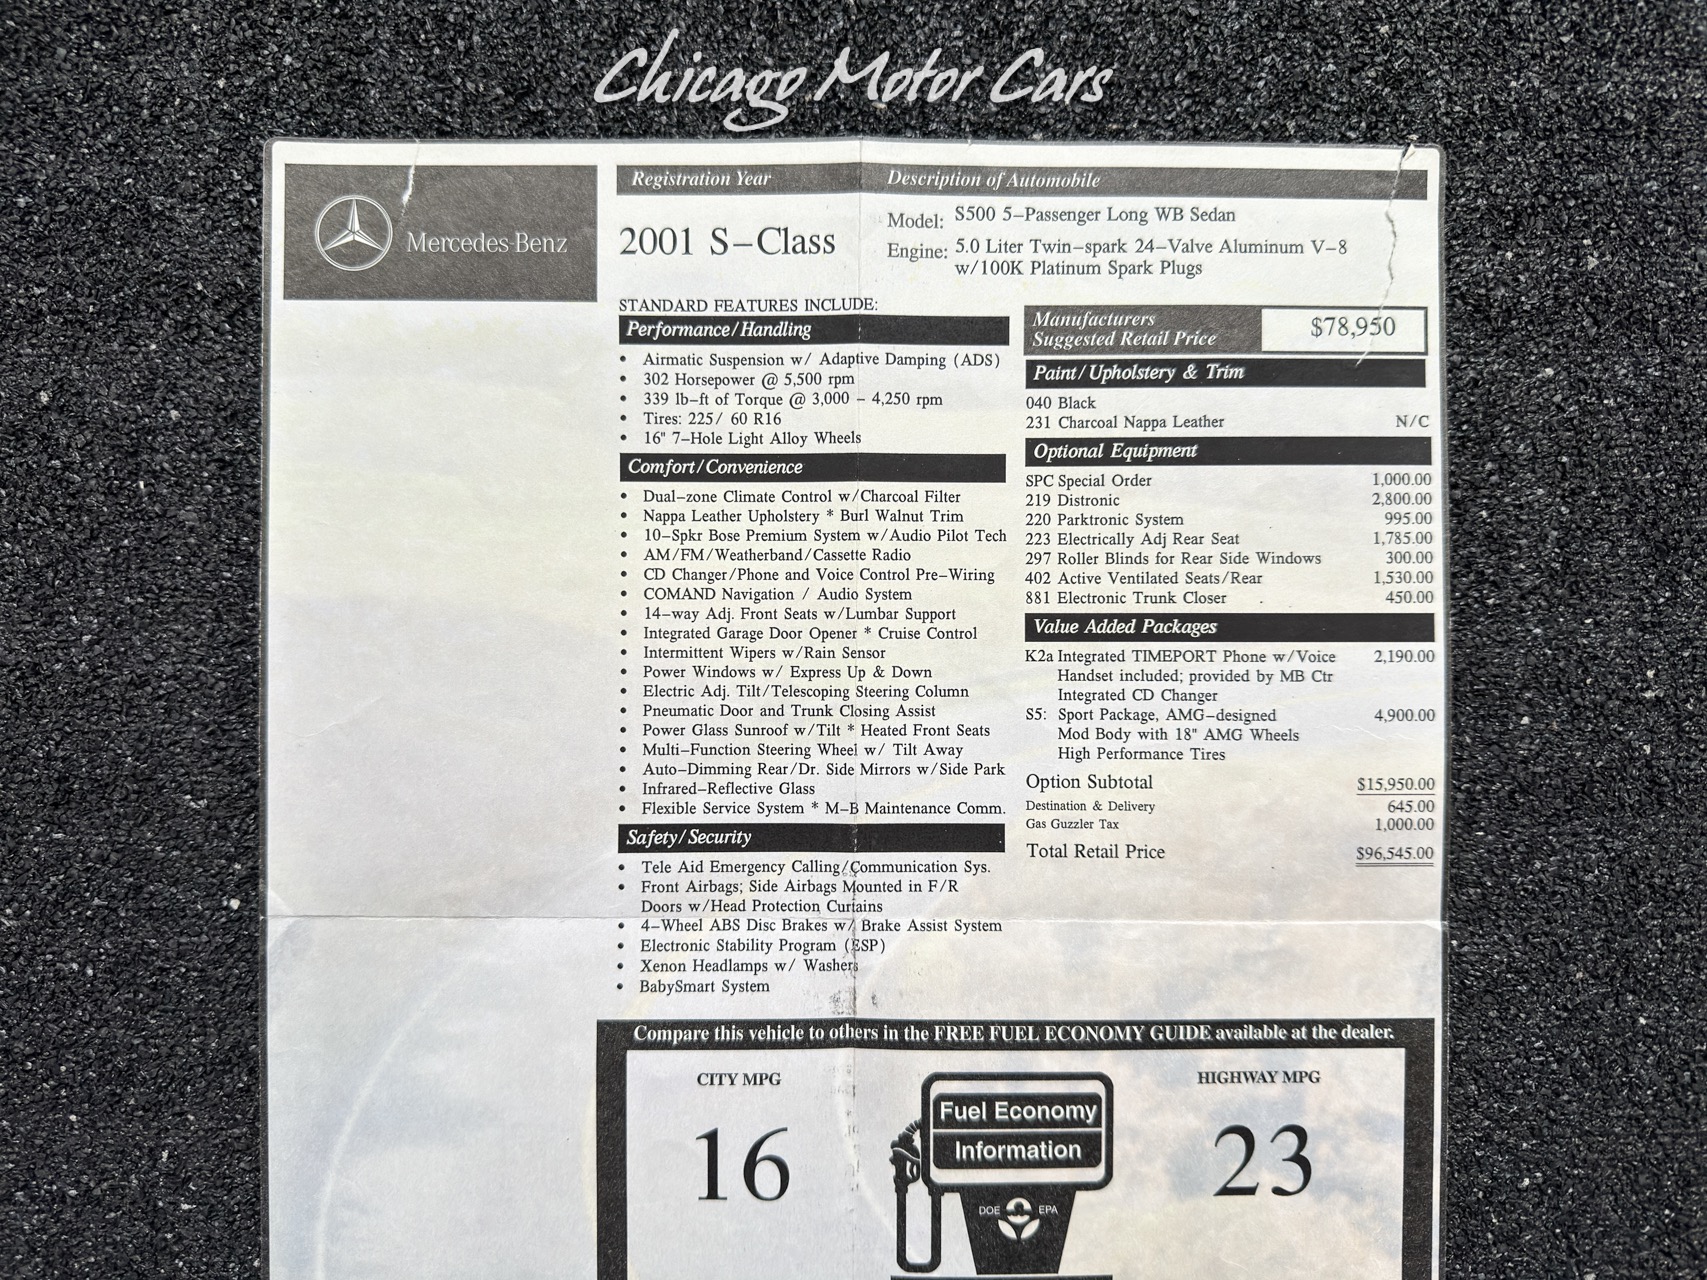 Chicago Motor Cars
Mercedes-Benz
Registration Year
2001 S-Class
Description of Automobile
Model: S500 5-Passenger Long WB Sedan
Engine: 5.0 Liter Twin-spark 24-Valve Aluminum V-8
w/100K Platinum Spark Plugs
STANDARD FEATURES INCLUDE:
Performance/Handling
• Airmatic Suspension w/ Adaptive Damping (ADS)
• 302 Horsepower @ 5,500 rpm
• 339 lb-ft of Torque @ 3,000 - 4,250 rpm
• Tires: 225/ 60 R16
• 16" 7-Hole Light Alloy Wheels
Comfort/Convenience
• Dual-zone Climate Control w/Charcoal Filter
• Nappa Leather Upholstery * Burl Walnut Trim
• 10-Spkr Bose Premium System w/Audio Pilot Tech
• AM/FM/Weatherband/Cassette Radio
• CD Changer/Phone and Voice Control Pre-Wiring
• COMAND Navigation / Audio System
• 14-way Adj. Front Seats w/Lumbar Support
• Integrated Garage Door Opener * Cruise Control
• Intermittent Wipers w/Rain Sensor
• Power Windows w/ Express Up & Down
• Electric Adj. Tilt/Telescoping Steering Column
• Pneumatic Door and Trunk Closing Assist
• Power Glass Sunroof w/Tilt * Heated Front Seats
• Multi-Function Steering Wheel w/ Tilt Away
• Auto-Dimming Rear/Dr. Side Mirrors w/Side Park
• Infrared-Reflective Glass
• Flexible Service System * M-B Maintenance Comm.
Safety/Security
• Tele Aid Emergency Calling/Communication Sys.
• Front Airbags; Side Airbags Mounted in F/R
Doors w/Head Protection Curtains
• 4-Wheel ABS Disc Brakes w/ Brake Assist System
• Electronic Stability Program (ESP)
• Xenon Headlamps w/ Washers
• BabySmart System
Manufacturers
Suggested Retail Price
$78,950
Paint/Upholstery & Trim
040 Black
231 Charcoal Nappa Leather N/C
Optional Equipment
SPC Special Order 1,000.00
219 Distronic 2,800.00
220 Parktronic System 995.00
223 Electrically Adj Rear Seat 1,785.00
297 Roller Blinds for Rear Side Windows 300.00
402 Active Ventilated Seats/Rear 1,530.00
881 Electronic Trunk Closer 450.00
Value Added Packages
K2a Integrated TIMEPORT Phone w/Voice 2,190.00
Handset included; provided by MB Ctr
Integrated CD Changer
S5: Sport Package, AMG-designed 4,900.00
Mod Body with 18" AMG Wheels
High Performance Tires
Option Subtotal $15,950.00
Destination & Delivery 645.00
Gas Guzzler Tax 1,000.00
Total Retail Price $96,545.00
Compare this vehicle to others in the FREE FUEL ECONOMY GUIDE available at the dealer.
CITY MPG
16
Fuel Economy
Information
DOE EPA
HIGHWAY MPG
23